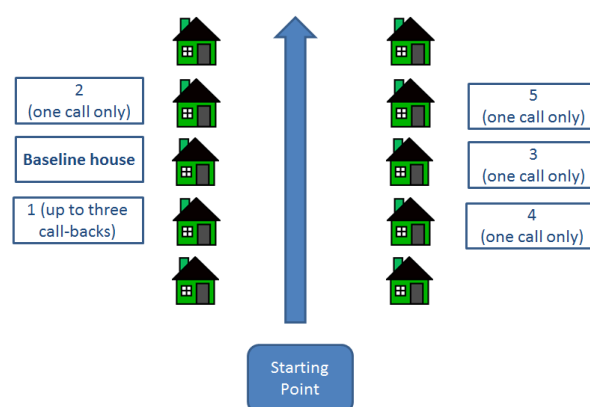 2
(one call only)
Baseline house
1 (up to three
call-backs)
5
(one call only)
3
(one call only)
4
(one call only)
Starting
Point